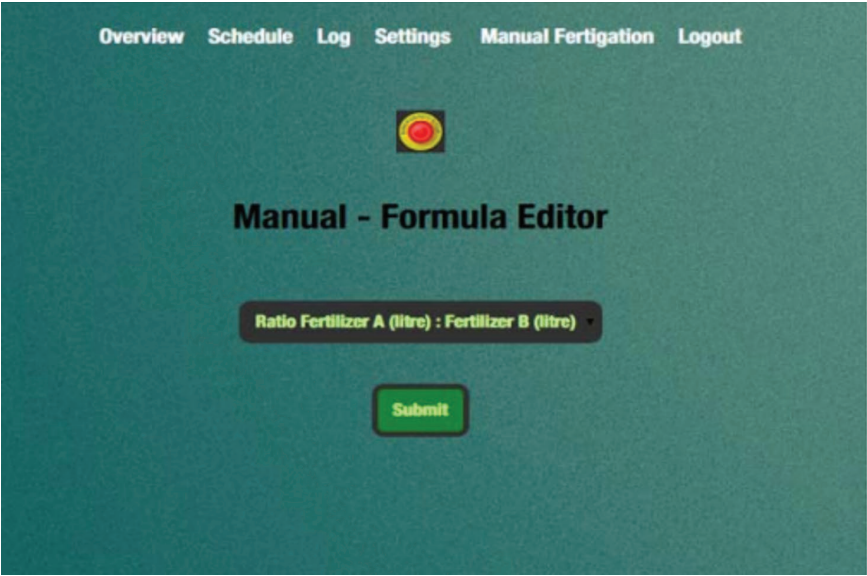 Overview Schedule Log Settings Manual Fertigation Logout
Manual - Formula Editor
Ratio Fertilizer A (litre) : Fertilizer B (litre)
Submit